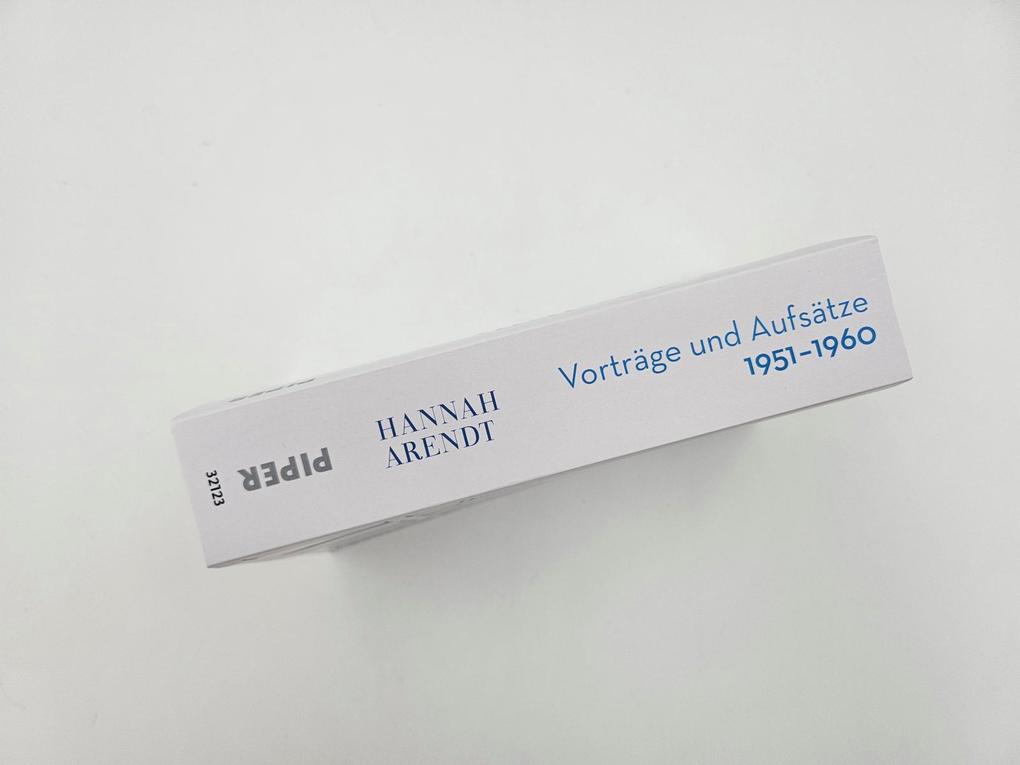 32123
PIPER
HANNAH
ARENDT
Vorträge und Aufsätze
1951–1960